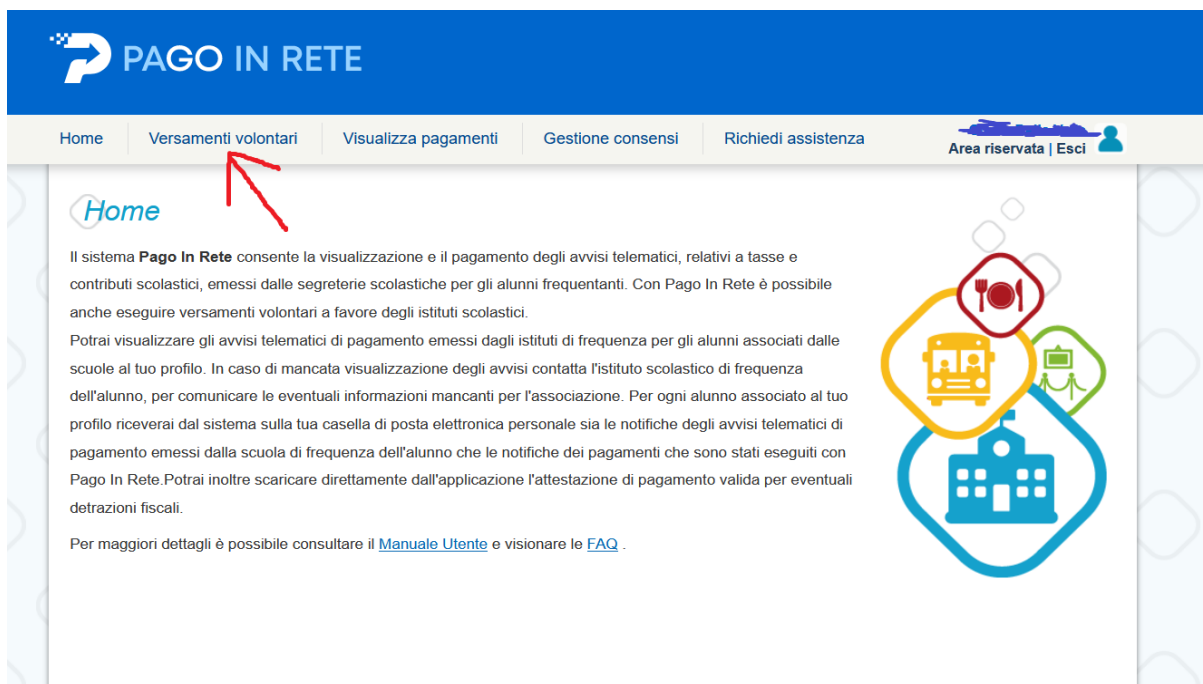 PAGO IN RETE
Home
Versamenti volontari
Visualizza pagamenti
Gestione consensi
Richiedi assistenza
Area riservata | Esci
Home
Il sistema Pago In Rete consente la visualizzazione e il pagamento degli avvisi telematici, relativi a tasse e
contributi scolastici, emessi dalle segreterie scolastiche per gli alunni frequentanti. Con Pago In Rete è possibile
anche eseguire versamenti volontari a favore degli istituti scolastici.
Potrai visualizzare gli avvisi telematici di pagamento emessi dagli istituti di frequenza per gli alunni associati dalle
scuole al tuo profilo. In caso di mancata visualizzazione degli avvisi contatta l'istituto scolastico di frequenza
dell'alunno, per comunicare le eventuali informazioni mancanti per l'associazione. Per ogni alunno associato al tuo
profilo riceverai dal sistema sulla tua casella di posta elettronica personale sia le notifiche degli avvisi telematici di
pagamento emessi dalla scuola di frequenza dell'alunno che le notifiche dei pagamenti che sono stati eseguiti con
Pago In Rete.Potrai inoltre scaricare direttamente dall'applicazione l'attestazione di pagamento valida per eventuali
detrazioni fiscali.
Per maggiori dettagli è possibile consultare il Manuale Utente e visionare le FAQ .